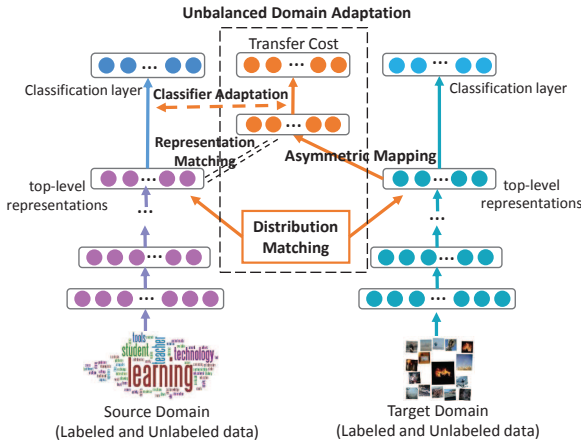 Unbalanced Domain Adaptation
Transfer Cost
Classification layer
Classifier Adaptation
Classification layer
Representation
Matching
Asymmetric Mapping
top-level
representations
top-level
representations
...
...
Distribution
Matching
tools
student
teacher
technology
learning
Source Domain
(Labeled and Unlabeled data)
Target Domain
(Labeled and Unlabeled data)